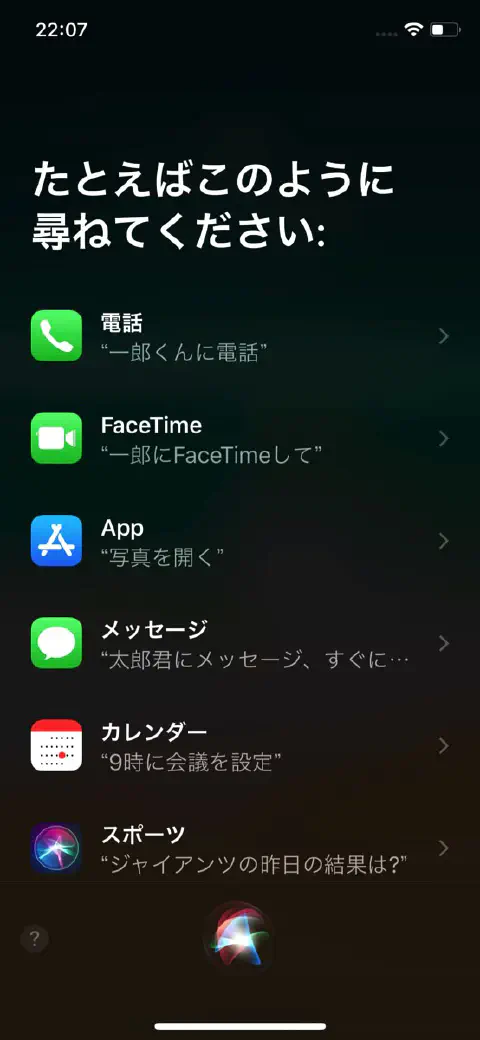 22:07
たとえばこのように
尋ねてください:
電話
“一郎くんに電話”
FaceTime
“一郎にFaceTimeして”
App
“写真を開く”
メッセージ
“太郎君にメッセージ、すぐに…
カレンダー
“9時に会議を設定”
スポーツ
“ジャイアンツの昨日の結果は?”
?